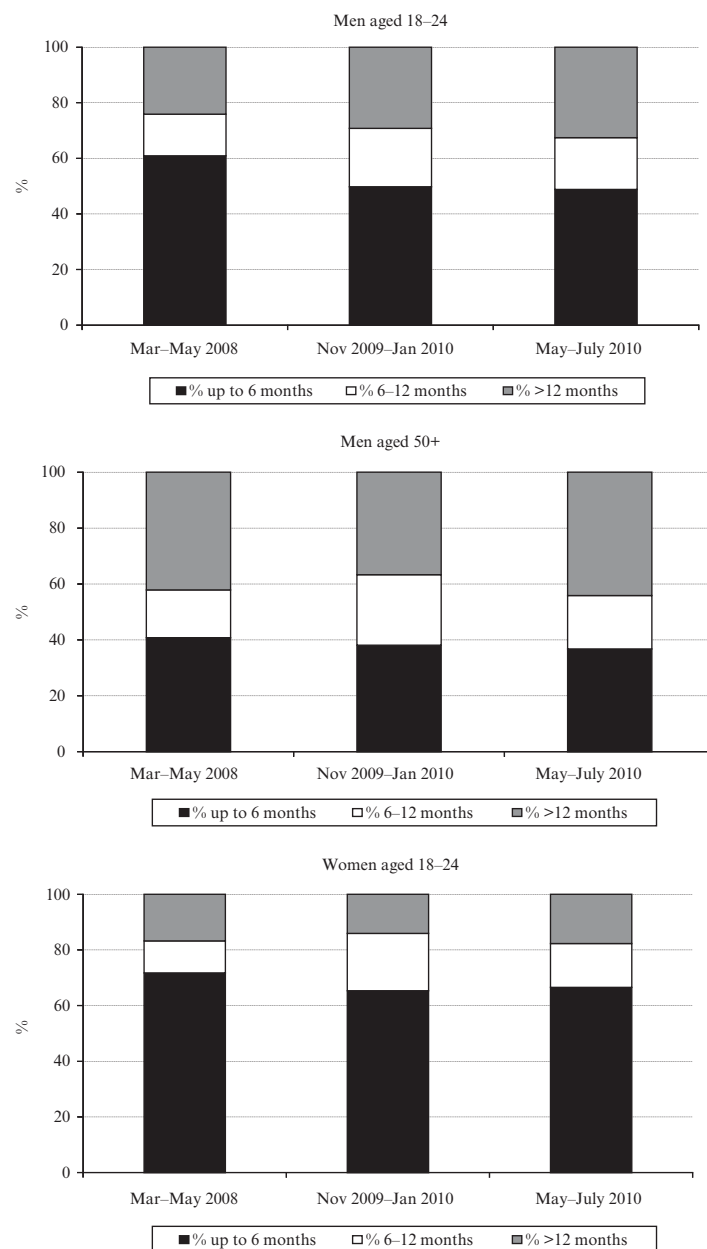 Men aged 18–24
100
80
60
40
20
0
%
Mar–May 2008 Nov 2009–Jan 2010 May–July 2010
% up to 6 months % 6–12 months % >12 months
Men aged 50+
100
80
60
40
20
0
%
Mar–May 2008 Nov 2009–Jan 2010 May–July 2010
% up to 6 months % 6–12 months % >12 months
Women aged 18–24
100
80
60
40
20
0
%
Mar–May 2008 Nov 2009–Jan 2010 May–July 2010
% up to 6 months % 6–12 months % >12 months